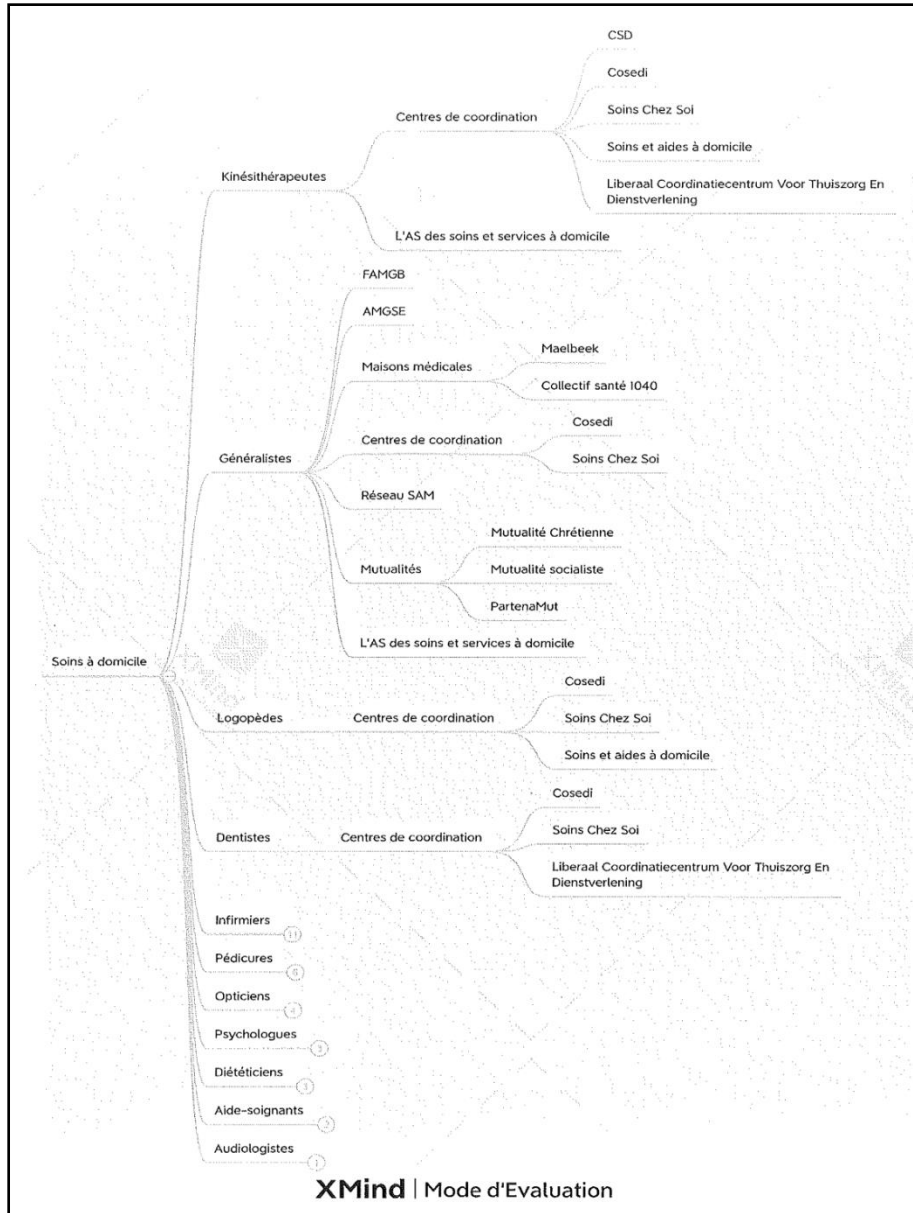 CSD
Cosedi
Centres de coordination
Soins Chez Soi
Soins et aides à domicile
Kinésithérapeutes
Liberaal Coordinatiecentrum Voor Thuiszorg En
Dienstverlening
L'AS des soins et services à domicile
FAMGB
AMGSE
Maelbeek
Maisons médicales
Collectif santé 1040
Cosedi
Centres de coordination
Généralistes
Soins Chez Soi
Réseau SAM
Mutualité Chrétienne
Mutualités
Mutualité socialiste
PartenaMut
L'AS des soins et services à domicile
Soins à domicile
Cosedi
Logopèdes
Centres de coordination
Soins Chez Soi
Soins et aides à domicile
Cosedi
Dentistes
Centres de coordination
Soins Chez Soi
Liberaal Coordinatiecentrum Voor Thuiszorg En
Dienstverlening
Infirmiers
11
Pédicures
6
Opticiens
4
Psychologues
3
Diététiciens
3
Aide-soignants
2
Audiologistes
1
XMind | Mode d'Evaluation